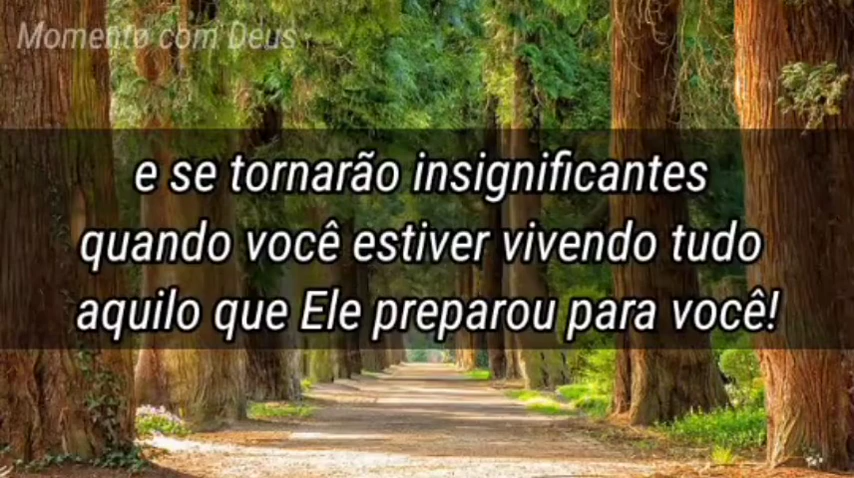 Momento com Deus
e se tornarão insignificantes
quando você estiver vivendo tudo
aquilo que Ele preparou para você!